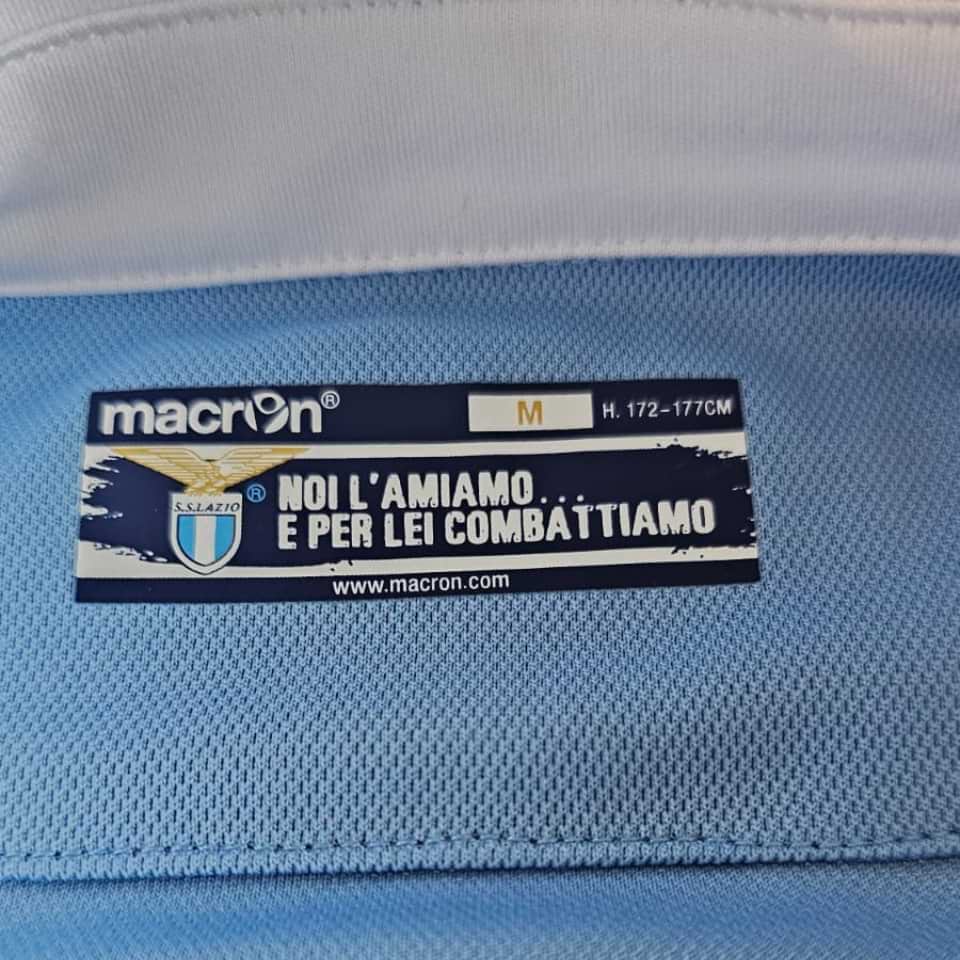 macron® M H. 172-177CM
S.S.LAZIO ®
NOI L'AMIAMO...
E PER LEI COMBATTIAMO
www.macron.com